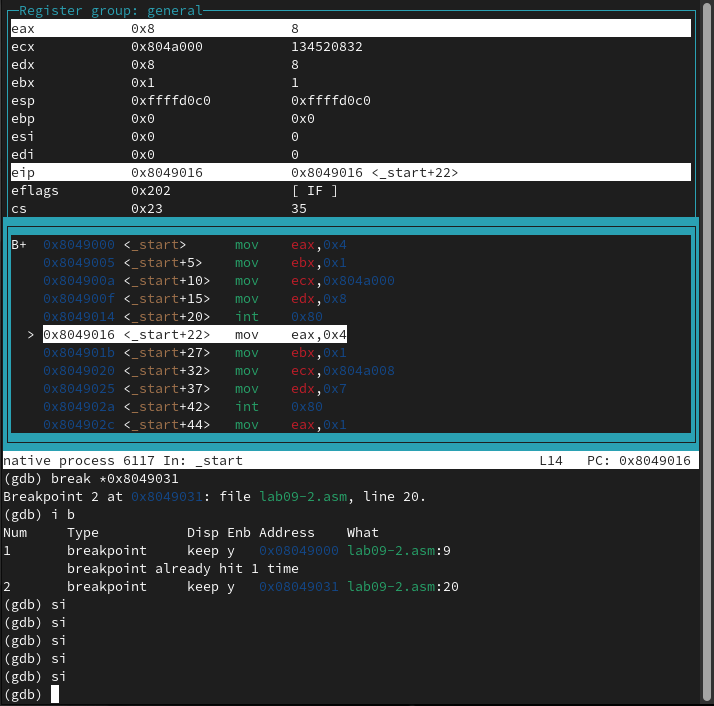 Register group: general
eax 0x8 8
ecx 0x804a000 134520832
edx 0x8 8
ebx 0x1 1
esp 0xffffd0c0 0xffffd0c0
ebp 0x0 0x0
esi 0x0 0
edi 0x0 0
eip 0x8049016 0x8049016 <_start+22>
eflags 0x202 [ IF ]
cs 0x23 35
B+ 0x8049000 <_start> mov eax,0x4
0x8049005 <_start+5> mov ebx,0x1
0x804900a <_start+10> mov ecx,0x804a000
0x804900f <_start+15> mov edx,0x8
0x8049014 <_start+20> int 0x80
> 0x8049016 <_start+22> mov eax,0x4
0x804901b <_start+27> mov ebx,0x1
0x8049020 <_start+32> mov ecx,0x804a008
0x8049025 <_start+37> mov edx,0x7
0x804902a <_start+42> int 0x80
0x804902c <_start+44> mov eax,0x1
native process 6117 In: _start L14 PC: 0x8049016
(gdb) break *0x8049031
Breakpoint 2 at 0x8049031: file lab09-2.asm, line 20.
(gdb) i b
Num Type Disp Enb Address What
1 breakpoint keep y 0x08049000 lab09-2.asm:9
breakpoint already hit 1 time
2 breakpoint keep y 0x08049031 lab09-2.asm:20
(gdb) si
(gdb) si
(gdb) si
(gdb) si
(gdb) si
(gdb)